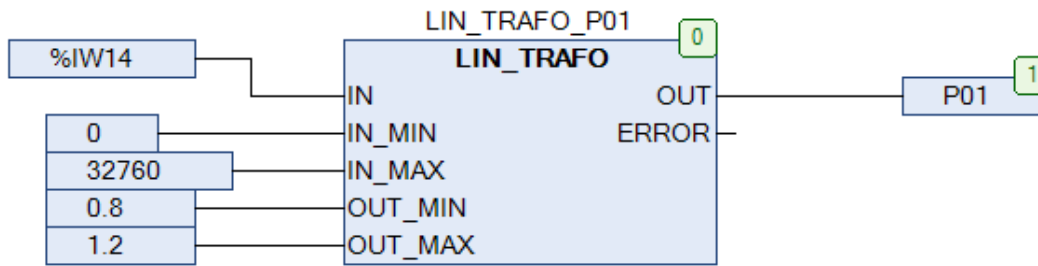 LIN_TRAFO_P01
0
%IW14
LIN_TRAFO
IN
OUT
P01
1
0
IN_MIN
ERROR
32760
IN_MAX
0.8
OUT_MIN
1.2
OUT_MAX